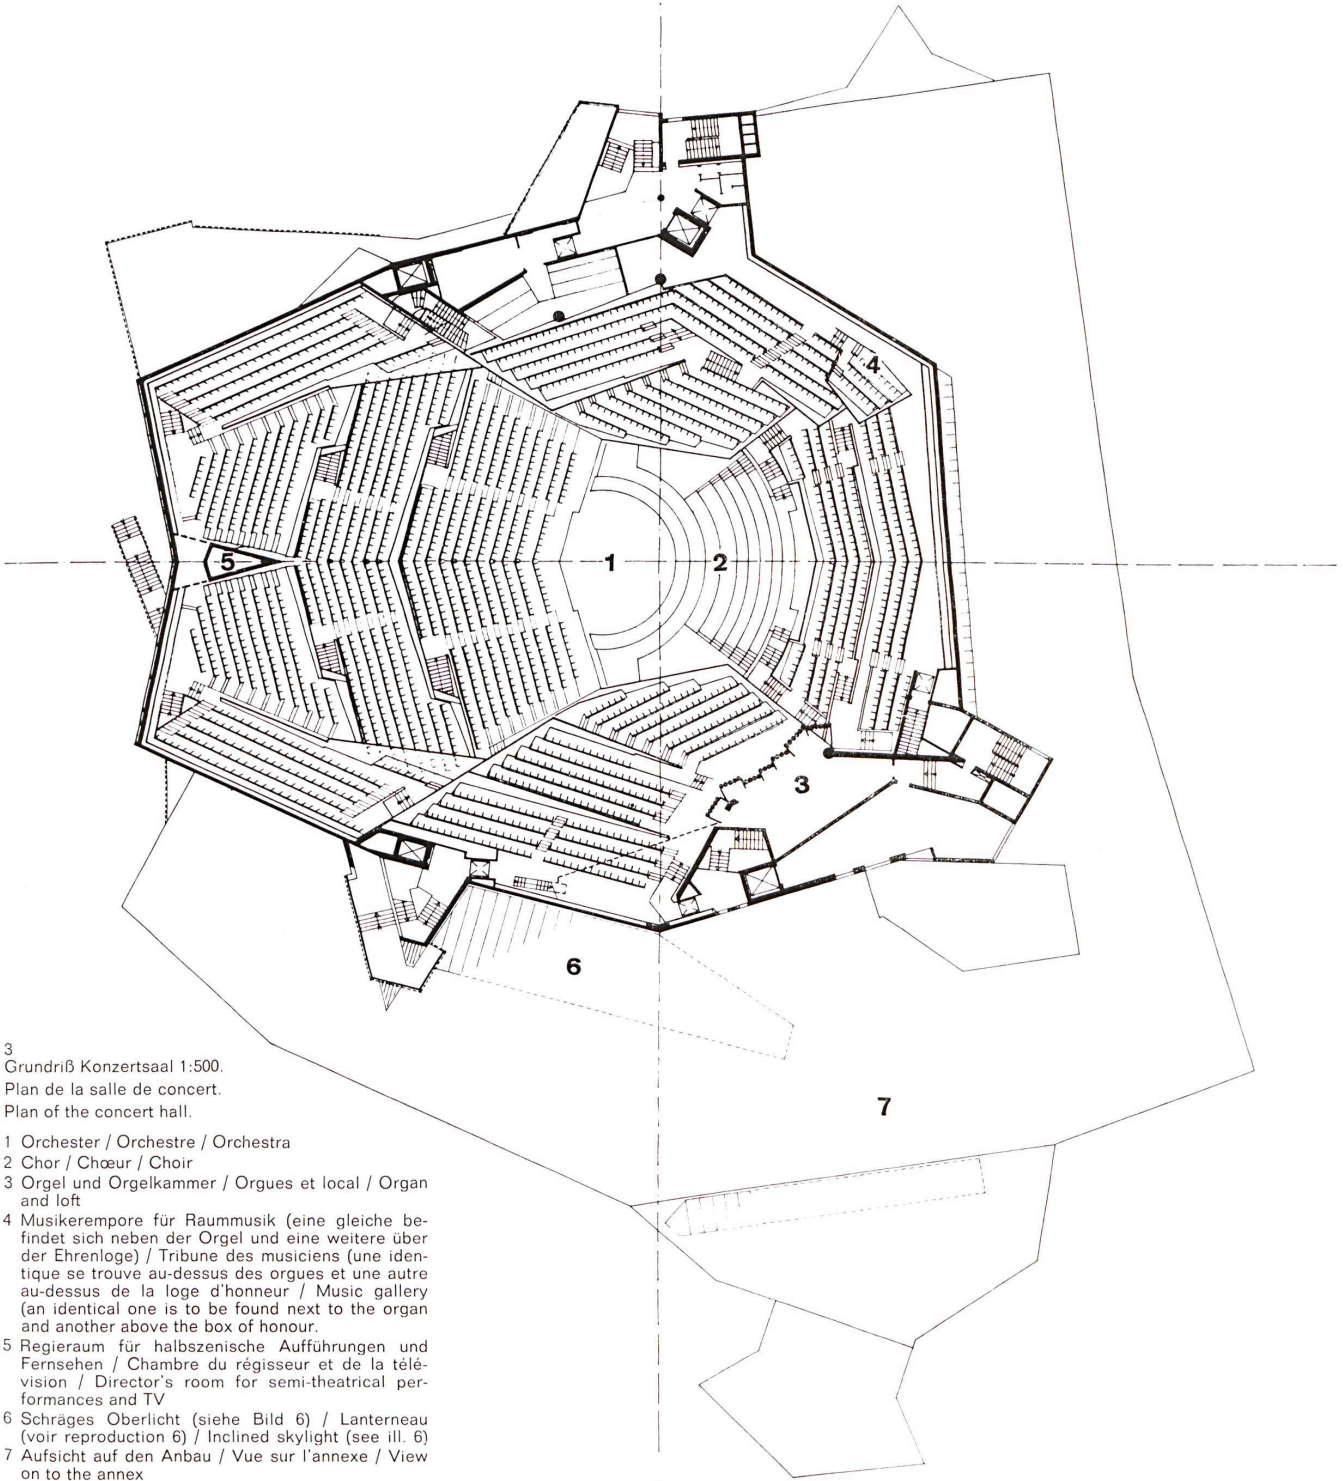 4
5
1
2
3
6
7
3
Grundriß Konzertsaal 1:500.
Plan de la salle de concert.
Plan of the concert hall.
1 Orchester / Orchestre / Orchestra
2 Chor / Chœur / Choir
3 Orgel und Orgelkammer / Orgues et local / Organ
and loft
4 Musikerempore für Raummusik (eine gleiche be-
findet sich neben der Orgel und eine weitere über
der Ehrenloge) / Tribune des musiciens (une iden-
tique se trouve au-dessus des orgues et une autre
au-dessus de la loge d'honneur / Music gallery
(an identical one is to be found next to the organ
and another above the box of honour.
5 Regieraum für halbszenische Aufführungen und
Fernsehen / Chambre du régisseur et de la télé-
vision / Director's room for semi-theatrical per-
formances and TV
6 Schräges Oberlicht (siehe Bild 6) / Lanterneau
(voir reproduction 6) / Inclined skylight (see ill. 6)
7 Aufsicht auf den Anbau / Vue sur l'annexe / View
on to the annex